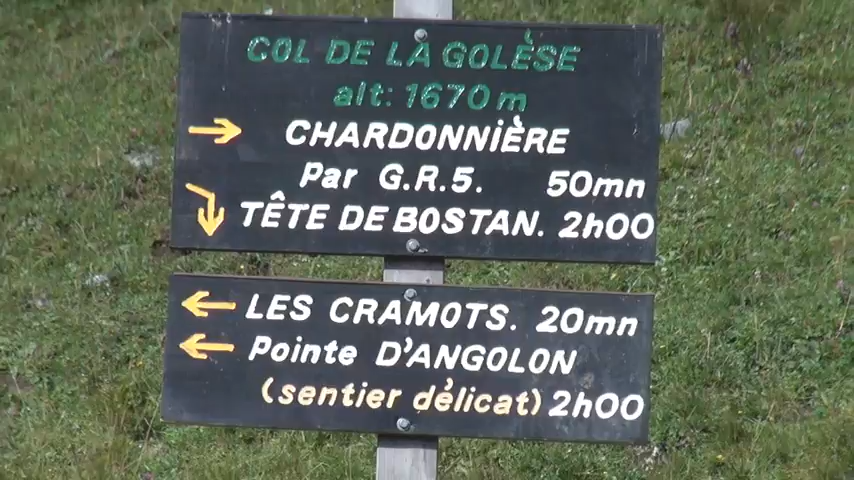 COL DE LA GOLÈSE
alt: 1670 m
CHARDONNIÈRE
Par G.R.5. 50mn
TÊTE DE BOSTAN. 2h00
LES CRAMOTS. 20mn
Pointe D'ANGOLON
(sentier délicat) 2h00